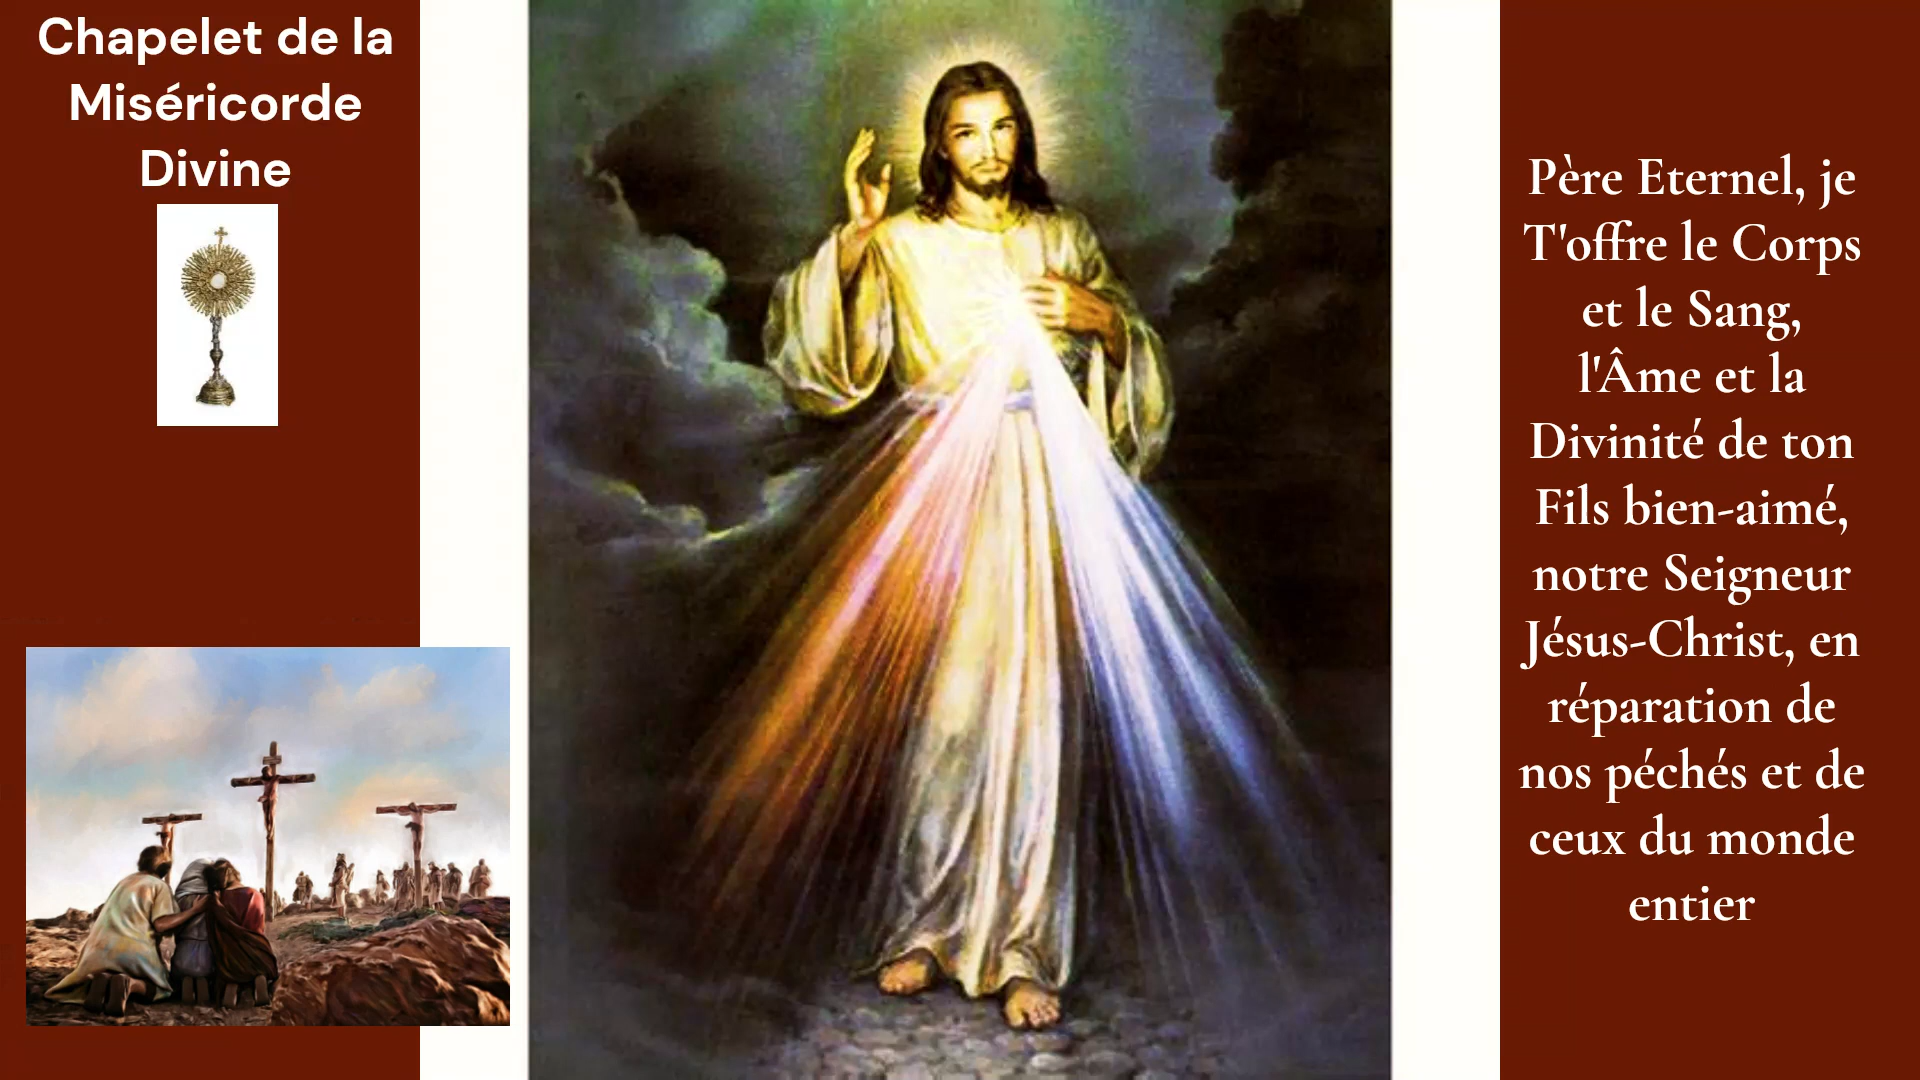 Chapelet de la
Miséricorde
Divine
Père Eternel, je
T'offre le Corps
et le Sang,
l'Âme et la
Divinité de ton
Fils bien-aimé,
notre Seigneur
Jésus-Christ, en
réparation de
nos péchés et de
ceux du monde
entier